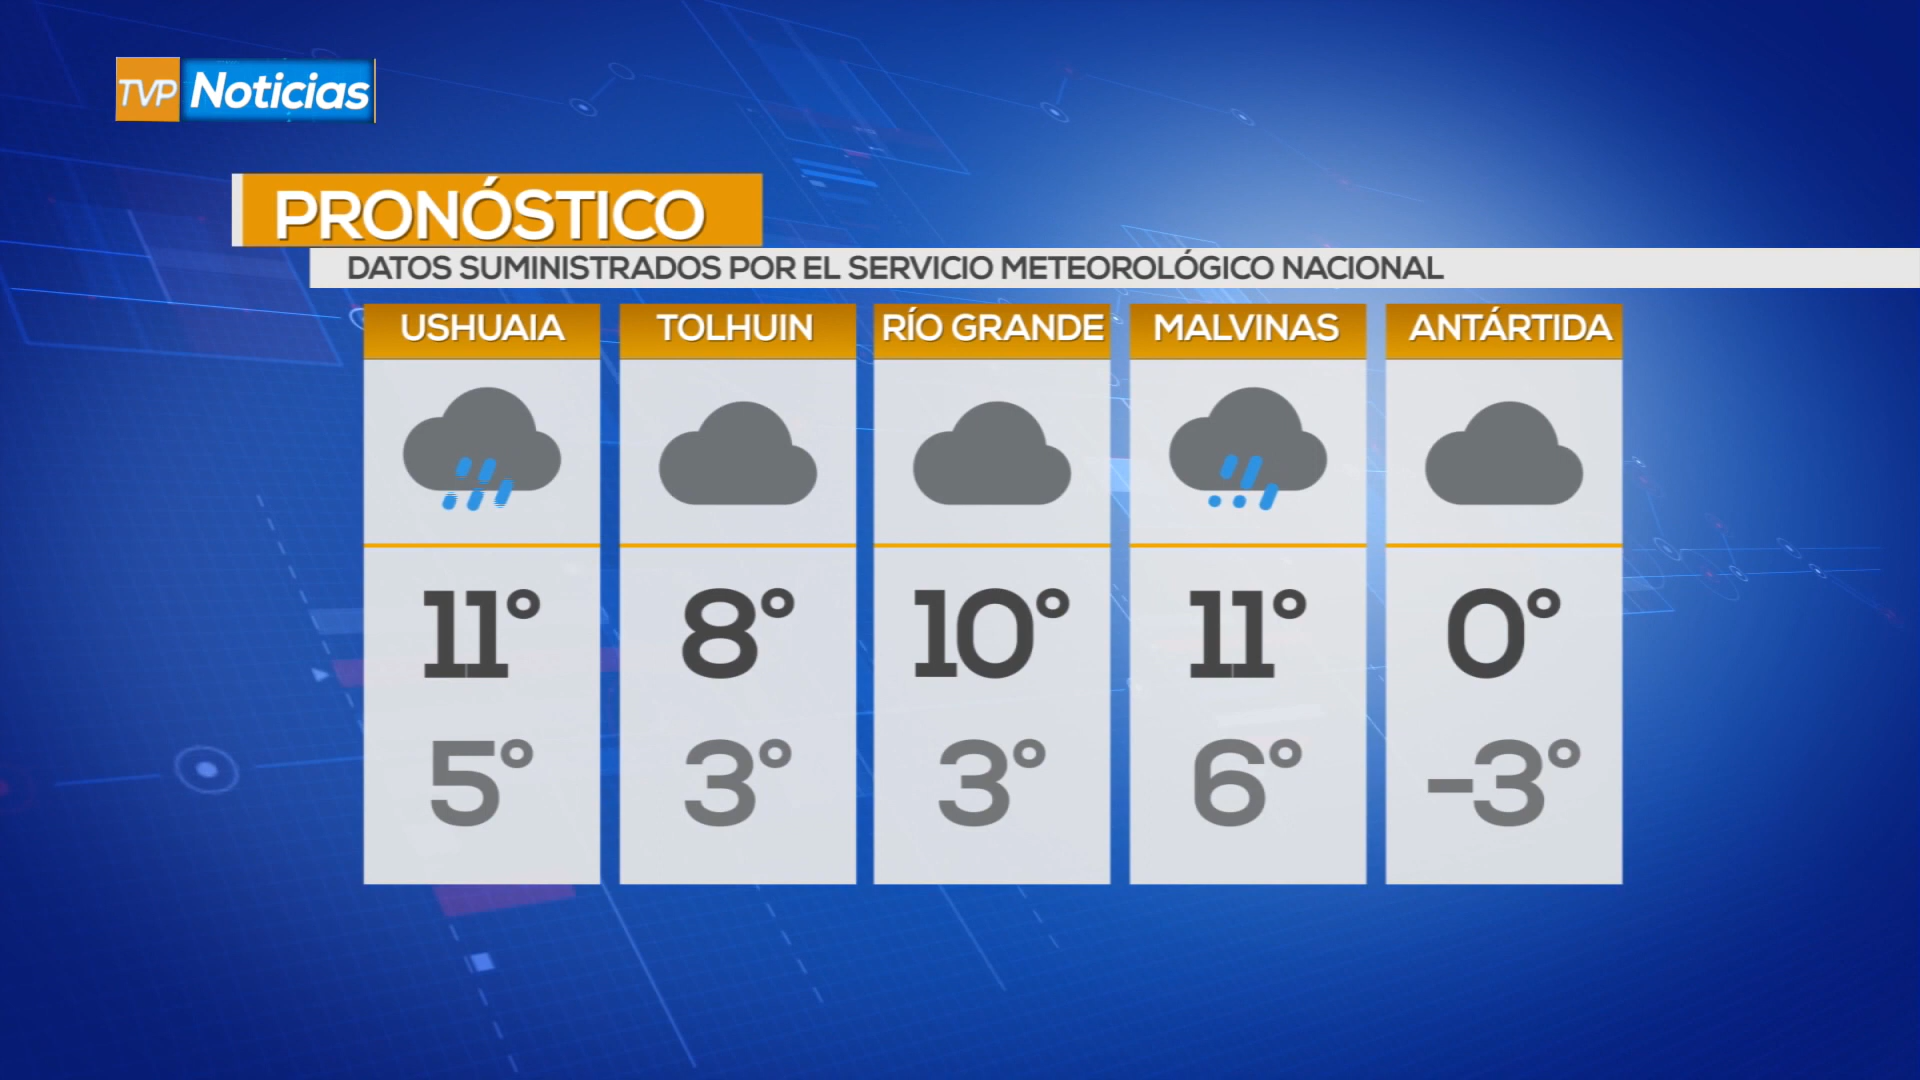 TVP Noticias
PRONÓSTICO
DATOS SUMINISTRADOS POR EL SERVICIO METEOROLÓGICO NACIONAL
USHUAIA TOLHUIN RÍO GRANDE MALVINAS ANTÁRTIDA
11° 8° 10° 11° 0°
5° 3° 3° 6° -3°